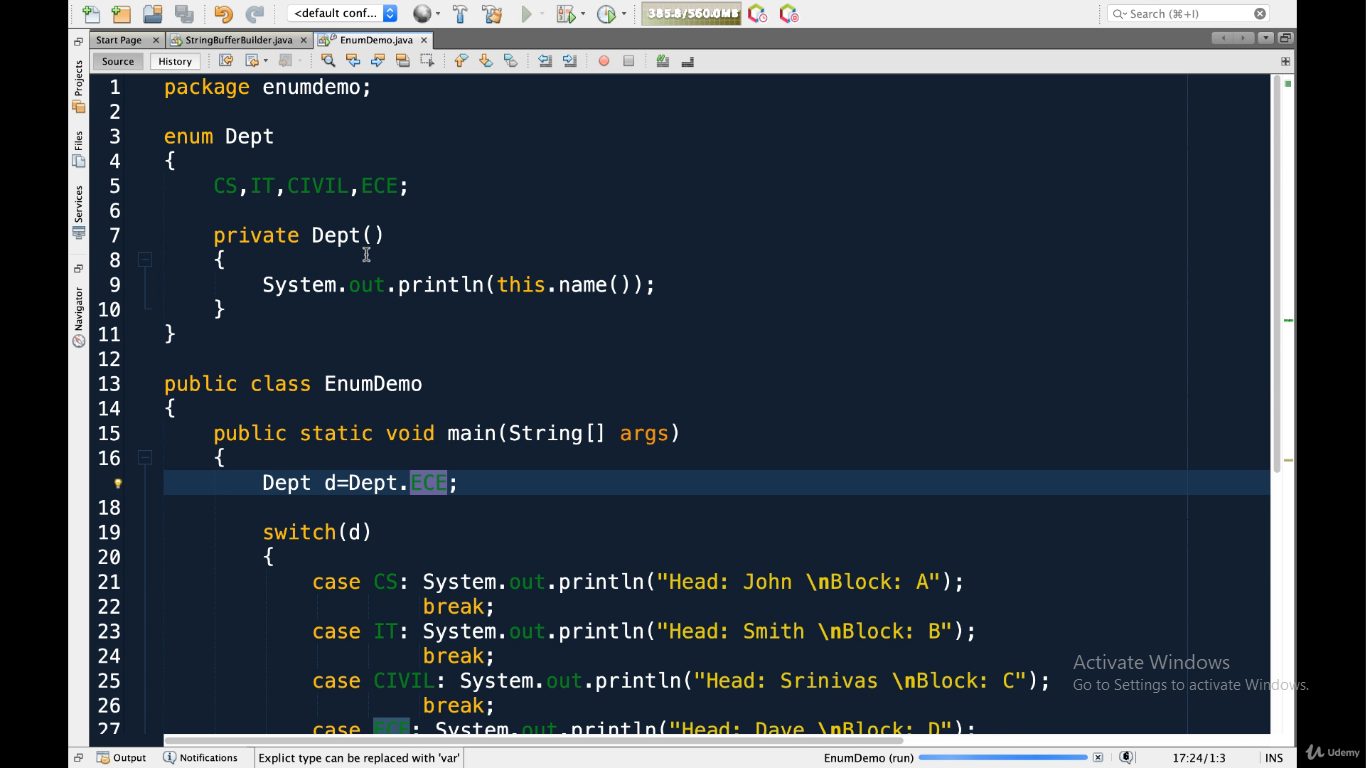 <default conf...
385.8/560.0MB
Search (⌘+I)
Start Page
StringBufferBuilder.java
EnumDemo.java
Source
History
Projects
Files
Services
Navigator
1 package enumdemo;
2
3 enum Dept
4 {
5 CS,IT,CIVIL,ECE;
6
7 private Dept()
8 {
9 System.out.println(this.name());
10 }
11 }
12
13 public class EnumDemo
14 {
15 public static void main(String[] args)
16 {
Dept d=Dept.ECE;
18
19 switch(d)
20 {
21 case CS: System.out.println("Head: John \nBlock: A");
22 break;
23 case IT: System.out.println("Head: Smith \nBlock: B");
24 break;
25 case CIVIL: System.out.println("Head: Srinivas \nBlock: C");
26 break;
27 case ECE: System.out.println("Head: Dave \nBlock: D");
Activate Windows
Go to Settings to activate Windows.
Output
Notifications
Explict type can be replaced with 'var'
EnumDemo (run)
17:24/1:3
INS
Udemy